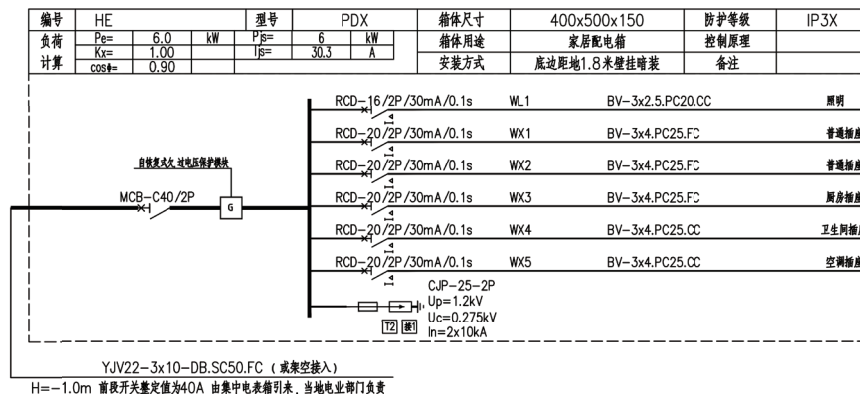 编号 HE 型号 PDX 箱体尺寸 400x500x150 防护等级 IP3X
负荷 Pe= 6.0 kW Pjs= 6 kW 箱体用途 家居配电箱 控制原理
Kx= 1.00 Ijs= 30.3 A
计算 cosφ= 0.90 安装方式 底边距地1.8米壁挂暗装 备注
RCD-16/2P/30mA/0.1s WL1 BV-3x2.5.PC20.CC 照明
RCD-20/2P/30mA/0.1s WX1 BV-3x4.PC25.FC 普通插座
自恢复式欠,过电压保护模块
RCD-20/2P/30mA/0.1s WX2 BV-3x4.PC25.FC 普通插座
MCB-C40/2P G RCD-20/2P/30mA/0.1s WX3 BV-3x4.PC25.FC 厨房插座
RCD-20/2P/30mA/0.1s WX4 BV-3x4.PC25.CC 卫生间插座
RCD-20/2P/30mA/0.1s WX5 BV-3x4.PC25.CC 空调插座
CJP-25-2P
Up=1.2kV
Uc=0.275kV
T2 In=2x10kA
YJV22-3x10-DB.SC50.FC (或架空接入)
H=-1.0m 前段开关整定值为40A 由集中电表箱引来, 当地电业部门负责